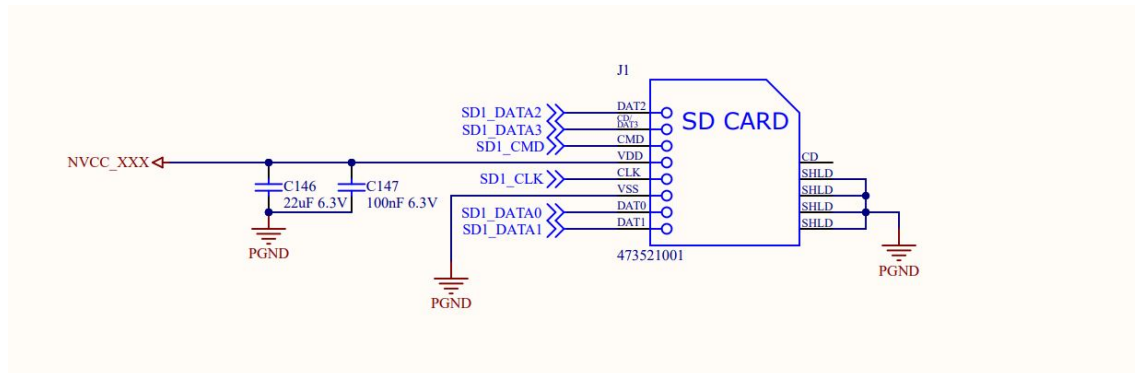 J1
SD1_DATA2
DAT2
SD CARD
SD1_DATA3
CD/
DAT3
SD1_CMD
CMD
NVCC_XXX
VDD
CD
SD1_CLK
CLK
SHLD
C146
22uF 6.3V
C147
100nF 6.3V
VSS
SHLD
SD1_DATA0
DAT0
SHLD
SD1_DATA1
DAT1
SHLD
PGND
473521001
PGND
PGND